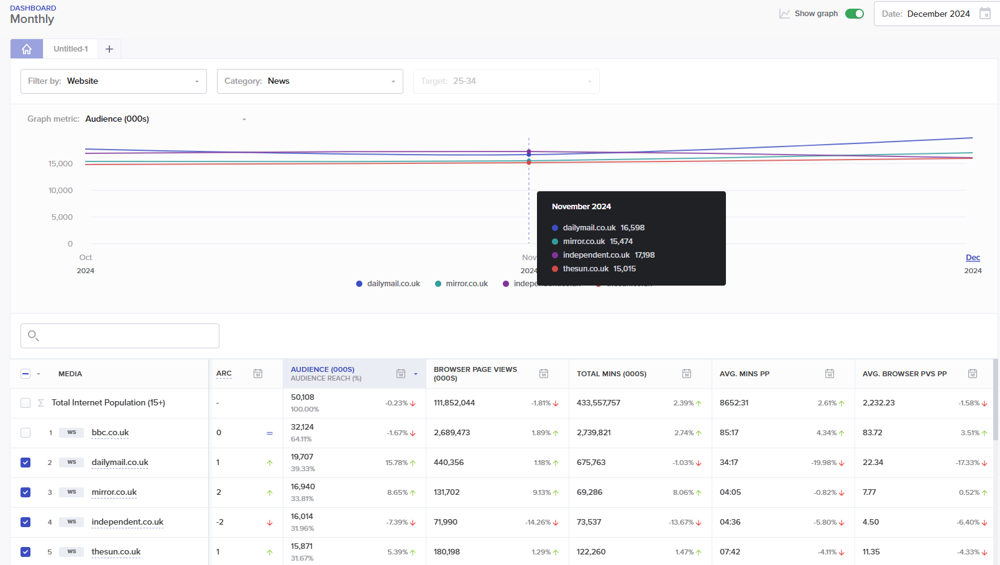 DASHBOARD
Monthly
Show graph
Date: December 2024
Untitled-1
+
Filter by: Website
Category: News
Target: 25-34
Graph metric: Audience (000s)
15,000
10,000
5,000
0
Oct
2024
Nov
2024
Dec
2024
November 2024
dailymail.co.uk 16,598
mirror.co.uk 15,474
independent.co.uk 17,198
thesun.co.uk 15,015
dailymail.co.uk
mirror.co.uk
MEDIA
ARC
M
AUDIENCE (000S)
AUDIENCE REACH (%)
M
BROWSER PAGE VIEWS
(000S)
M
TOTAL MINS (000S)
M
AVG. MINS PP
M
AVG. BROWSER PVS PP
M
Σ Total Internet Population (15+)
-
50,108
100.00%
-0.23%
111,852,044
-1.81%
433,557,757
2.39%
8652:31
2.61%
2,232.23
-1.58%
1 WS bbc.co.uk
0
=
32,124
64.11%
-1.67%
2,689,473
1.89%
2,739,821
2.74%
85:17
4.34%
83.72
3.51%
2 WS dailymail.co.uk
1
19,707
39.33%
15.78%
440,356
1.18%
675,763
-1.03%
34:17
-19.98%
22.34
-17.33%
3 WS mirror.co.uk
2
16,940
33.81%
8.65%
131,702
9.13%
69,286
8.06%
04:05
-0.82%
7.77
0.52%
4 WS independent.co.uk
-2
16,014
31.96%
-7.39%
71,990
-14.26%
73,537
-13.67%
04:36
-5.80%
4.50
-6.40%
5 WS thesun.co.uk
1
15,871
31.67%
5.39%
180,198
1.29%
122,260
1.47%
07:42
-4.11%
11.35
-4.33%